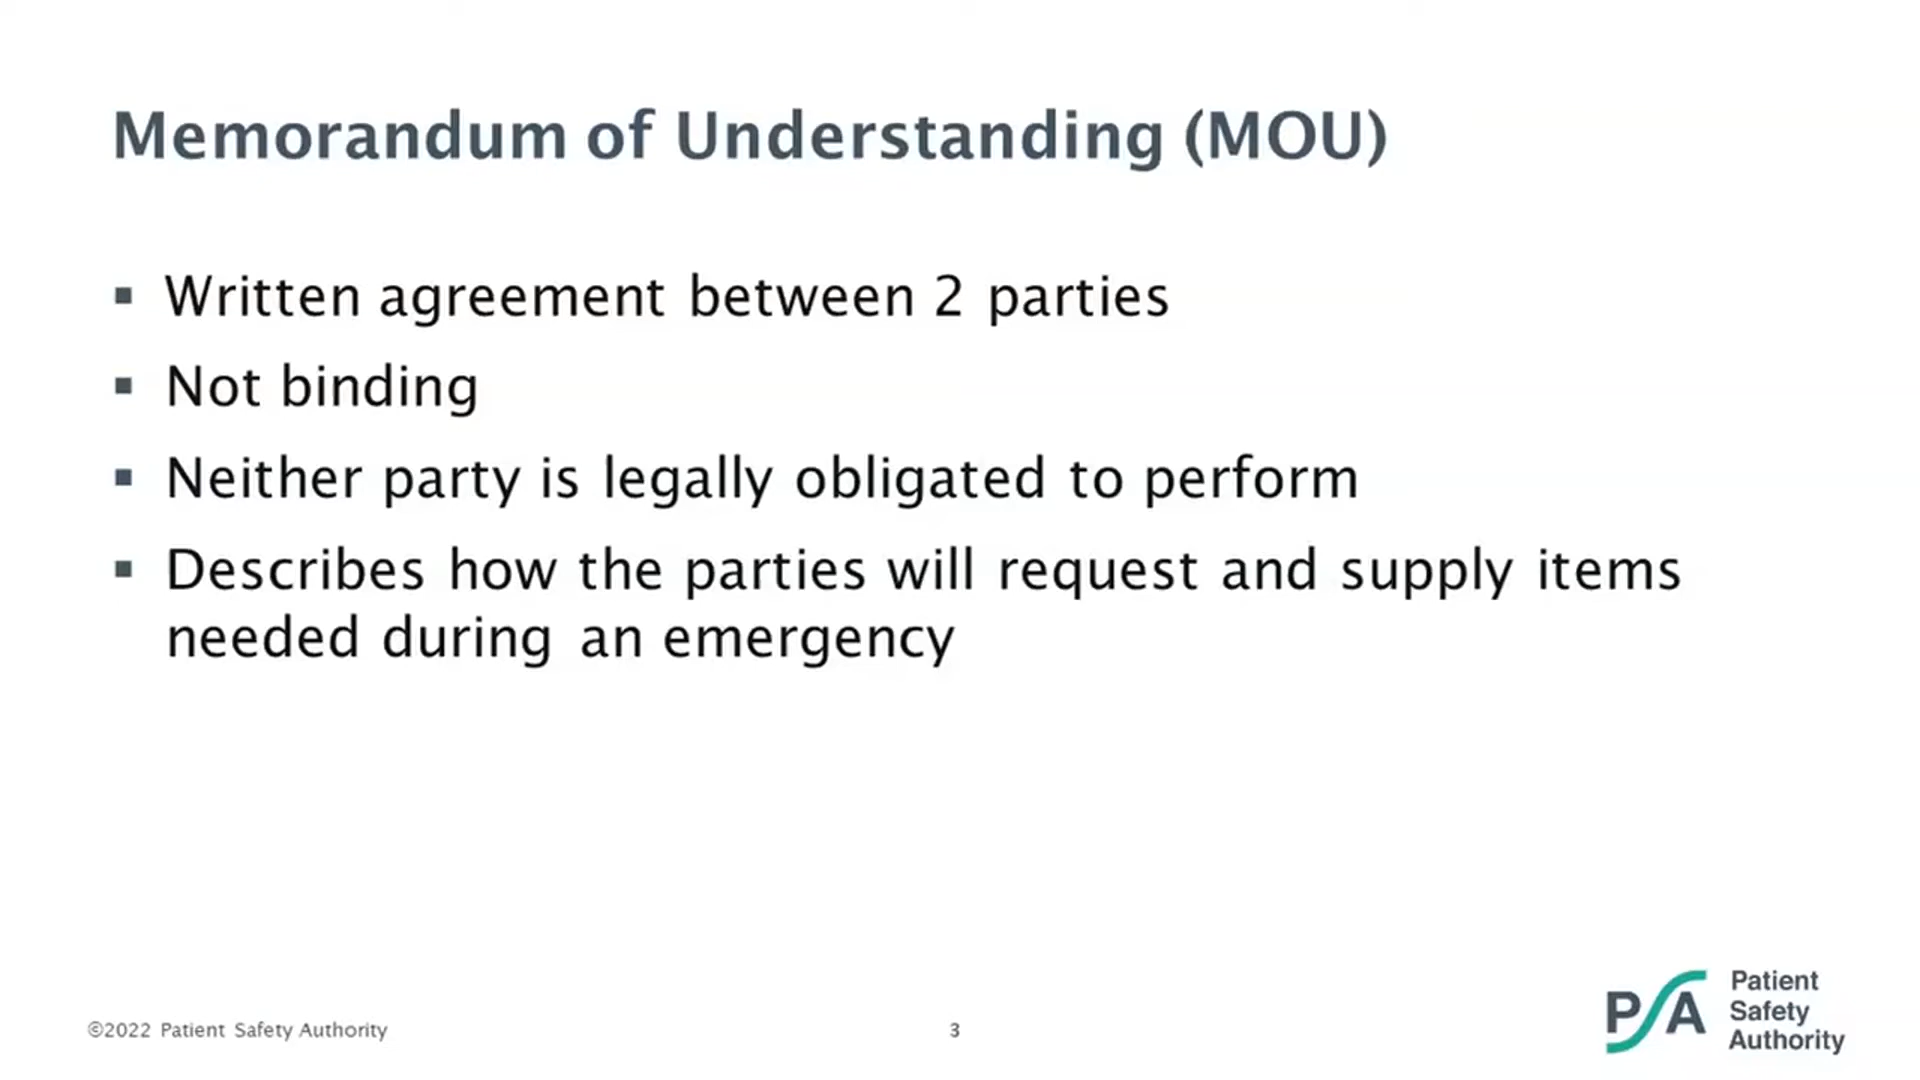 Memorandum of Understanding (MOU)
▪ Written agreement between 2 parties
▪ Not binding
▪ Neither party is legally obligated to perform
▪ Describes how the parties will request and supply items
needed during an emergency
©2022 Patient Safety Authority
3
PSA
Patient
Safety
Authority